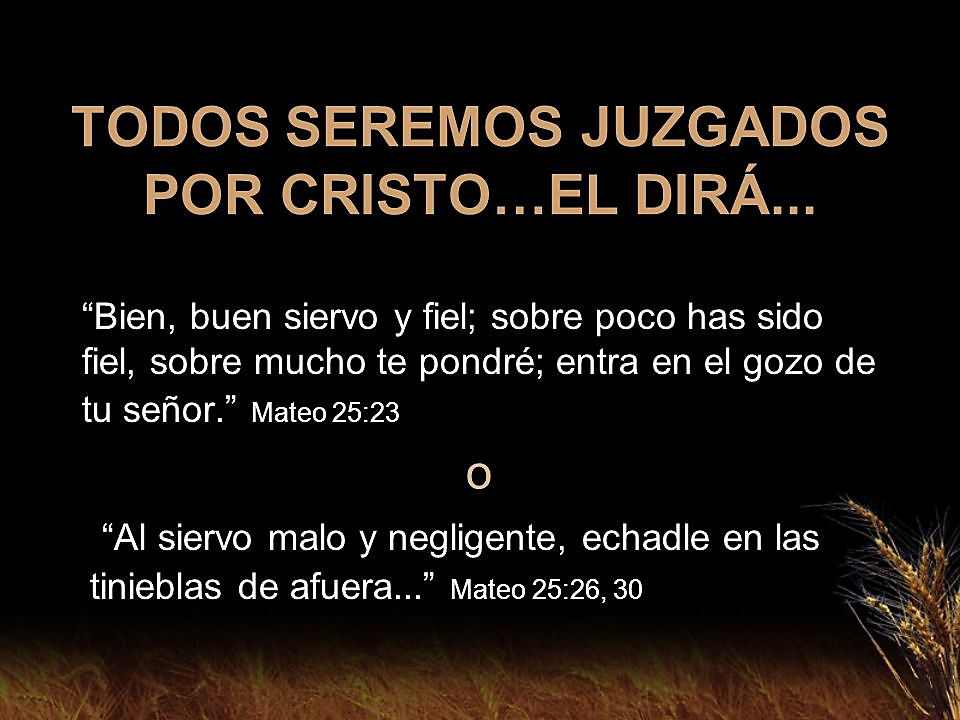 TODOS SEREMOS JUZGADOS
POR CRISTO…EL DIRÁ...
“Bien, buen siervo y fiel; sobre poco has sido
fiel, sobre mucho te pondré; entra en el gozo de
tu señor.” Mateo 25:23
o
“Al siervo malo y negligente, echadle en las
tinieblas de afuera...” Mateo 25:26, 30